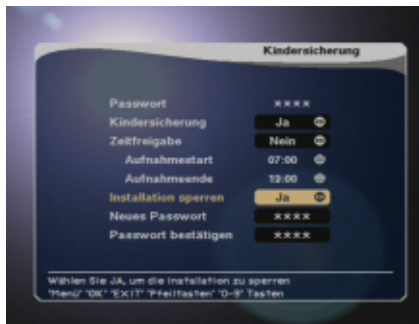 Kindersicherung
Passwort ****
Kindersicherung Ja
Zeitfreigabe Nein
Aufnahmestart 07:00
Aufnahmeende 19:00
Installation sperren Ja
Neues Passwort ****
Passwort bestätigen ****
Wählen Sie JA, um die Installation zu sperren
"Menü" "OK" "EXIT" "Pfeiltasten" "0-9" Tasten